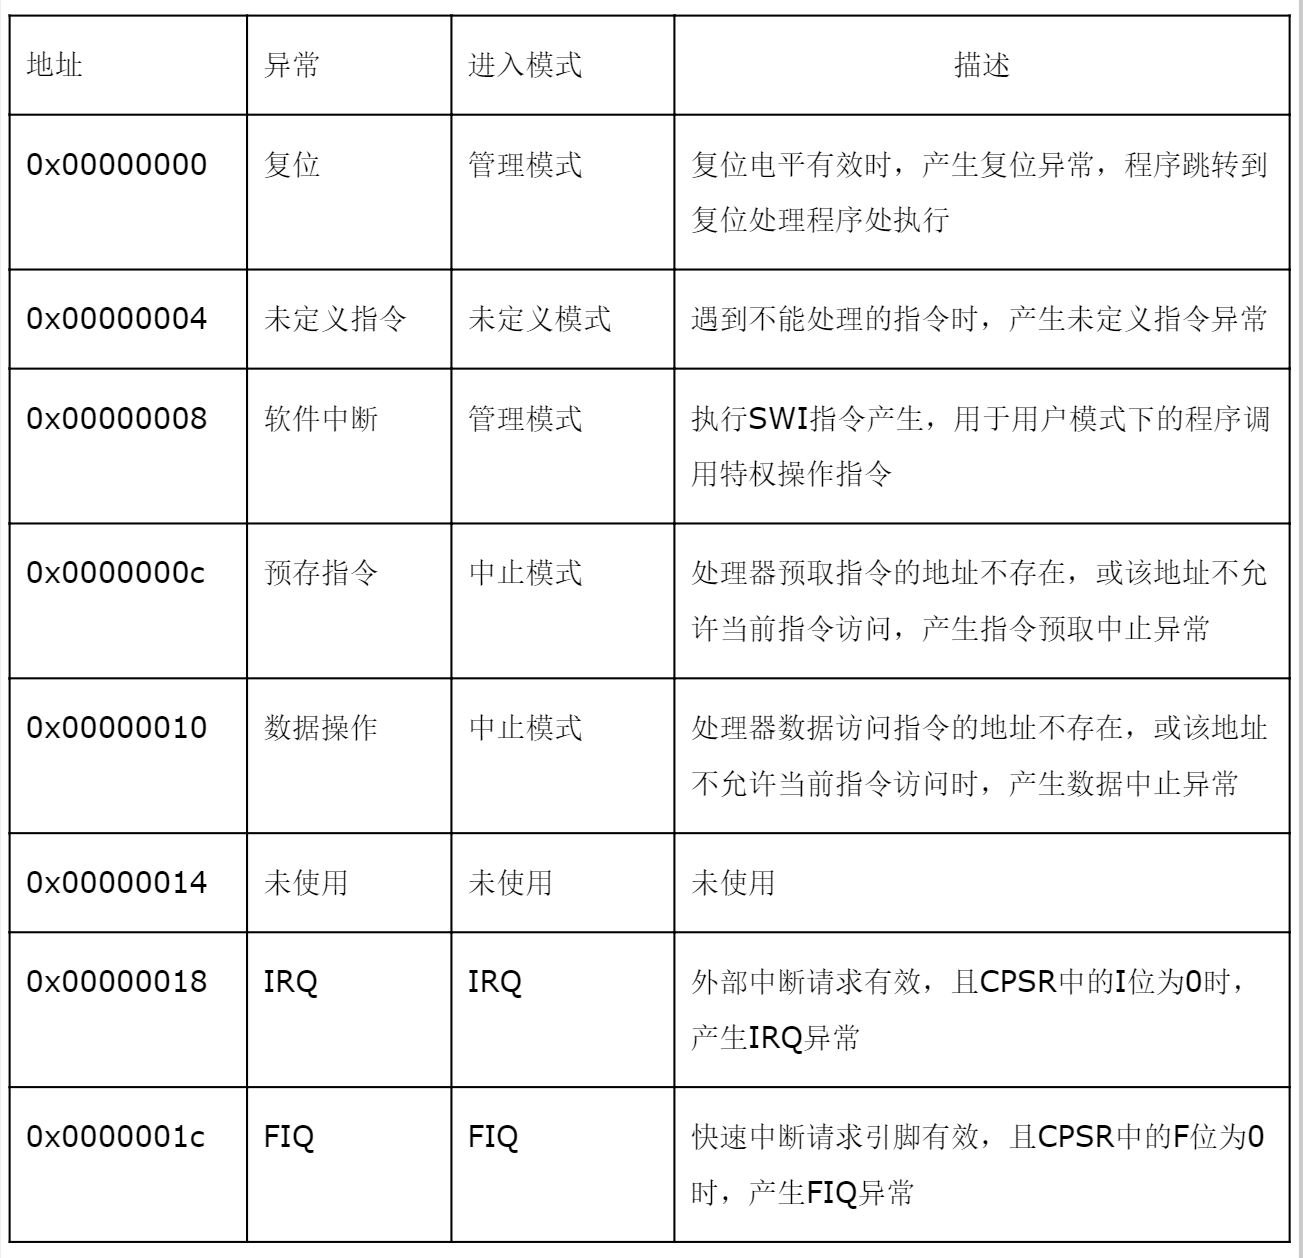 地址 异常 进入模式 描述
0x00000000 复位 管理模式 复位电平有效时，产生复位异常，程序跳转到
复位处理程序处执行
0x00000004 未定义指令 未定义模式 遇到不能处理的指令时，产生未定义指令异常
0x00000008 软件中断 管理模式 执行SWI指令产生，用于用户模式下的程序调
用特权操作指令
0x0000000c 预存指令 中止模式 处理器预取指令的地址不存在，或该地址不允
许当前指令访问，产生指令预取中止异常
0x00000010 数据操作 中止模式 处理器数据访问指令的地址不存在，或该地址
不允许当前指令访问时，产生数据中止异常
0x00000014 未使用 未使用 未使用
0x00000018 IRQ IRQ 外部中断请求有效，且CPSR中的I位为0时，
产生IRQ异常
0x0000001c FIQ FIQ 快速中断请求引脚有效，且CPSR中的F位为0
时，产生FIQ异常